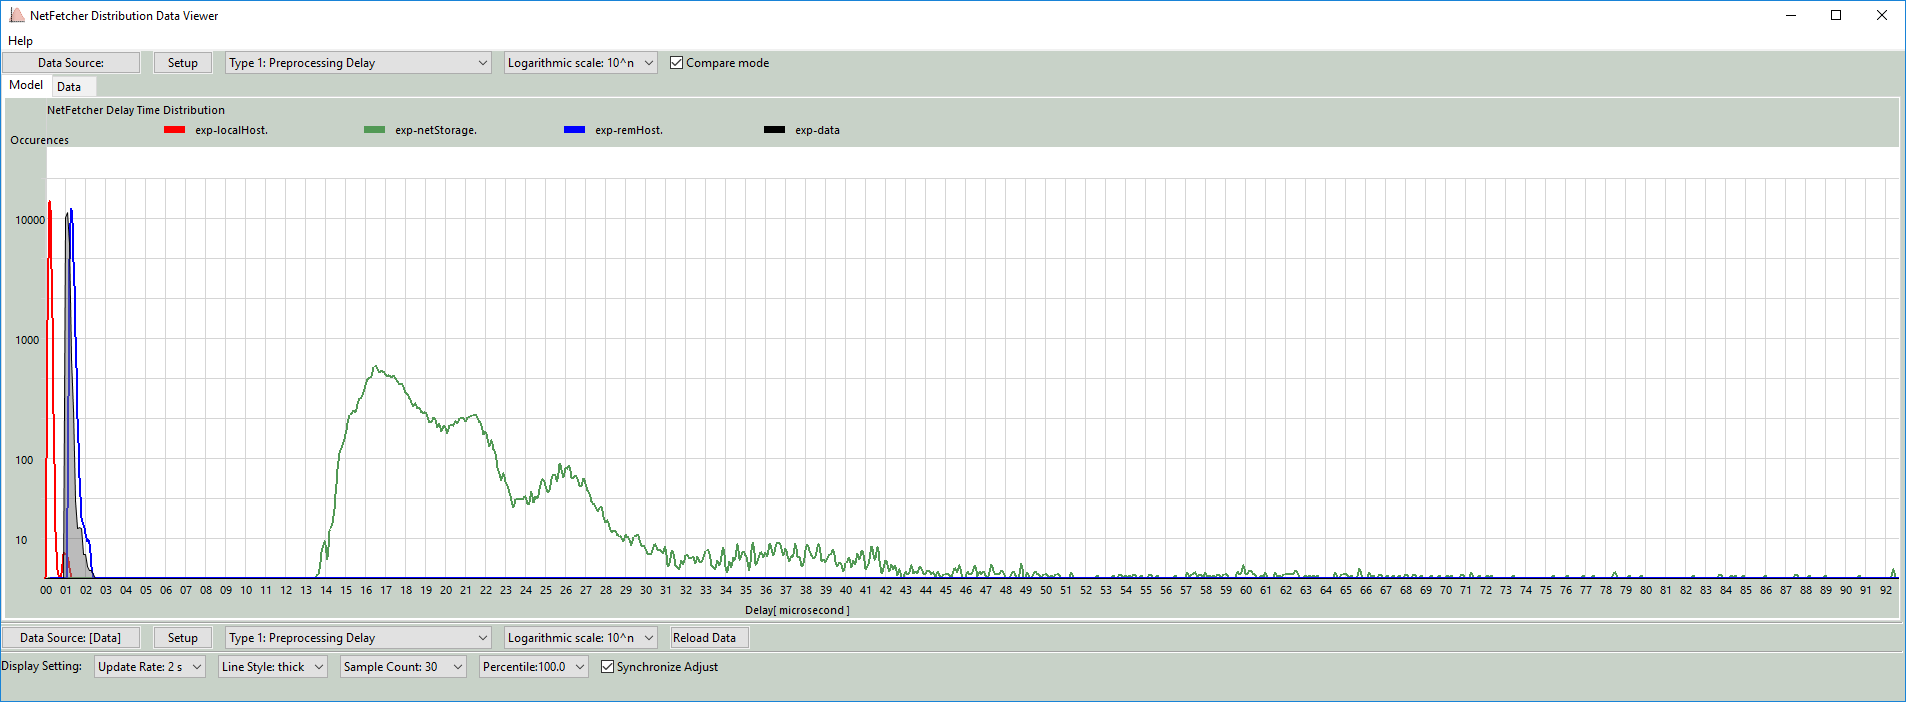 NetFetcher Distribution Data Viewer
Help
Data Source: Setup Type 1: Preprocessing Delay Logarithmic scale: 10^n Compare mode
Model Data
NetFetcher Delay Time Distribution
exp-localHost. exp-netStorage. exp-remHost. exp-data
Occurences
10000
1000
100
10
00 01 02 03 04 05 06 07 08 09 10 11 12 13 14 15 16 17 18 19 20 21 22 23 24 25 26 27 28 29 30 31 32 33 34 35 36 37 38 39 40 41 42 43 44 45 46 47 48 49 50 51 52 53 54 55 56 57 58 59 60 61 62 63 64 65 66 67 68 69 70 71 72 73 74 75 76 77 78 79 80 81 82 83 84 85 86 87 88 89 90 91 92
Delay[ microsecond ]
Data Source: [Data] Setup Type 1: Preprocessing Delay Logarithmic scale: 10^n Reload Data
Display Setting: Update Rate: 2 s Line Style: thick Sample Count: 30 Percentile:100.0 Synchronize Adjust